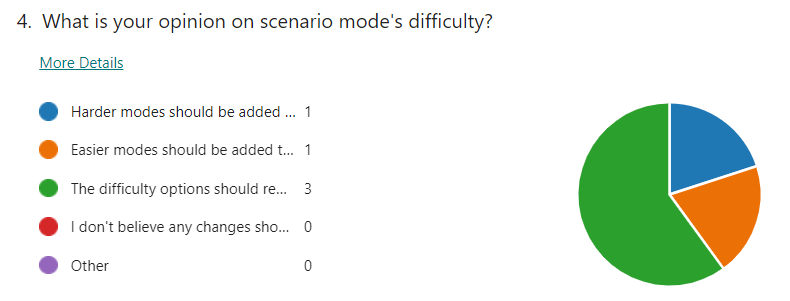 4. What is your opinion on scenario mode's difficulty?
More Details
Harder modes should be added ... 1
Easier modes should be added t... 1
The difficulty options should re... 3
I don't believe any changes sho... 0
Other 0